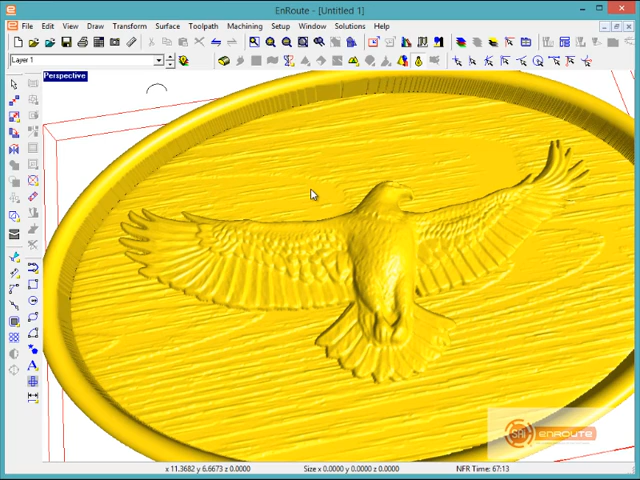 EnRoute - [Untitled 1]
File Edit View Draw Transform Surface Toolpath Machining Setup Window Solutions Help
Layer 1
Perspective
A
SAi ENROUTE
x 11.3682 y 6.6673 z 0.0000 Size x 0.0000 y 0.0000 z 0.0000 NFR Time: 67:13